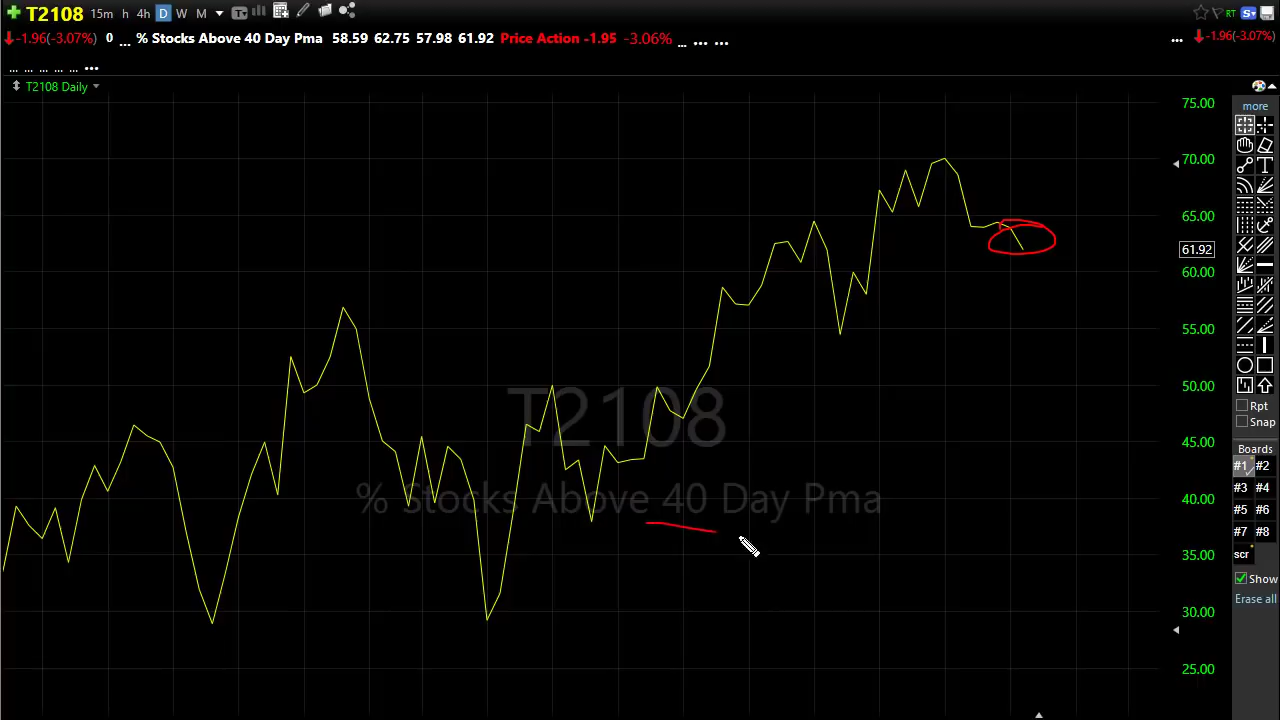 T2108 15m h 4h D W M T RT S
-1.96(-3.07%) 0 ... % Stocks Above 40 Day Pma 58.59 62.75 57.98 61.92 Price Action -1.95 -3.06% ... ... ... ... -1.96(-3.07%)
... ... ... ... ... ...
T2108 Daily
75.00
70.00
65.00
61.92
60.00
55.00
50.00
45.00
40.00
35.00
30.00
25.00
T2108
% Stocks Above 40 Day Pma
more
T
Rpt
Snap
Boards
#1 #2
#3 #4
#5 #6
#7 #8
scr
Show
Erase all